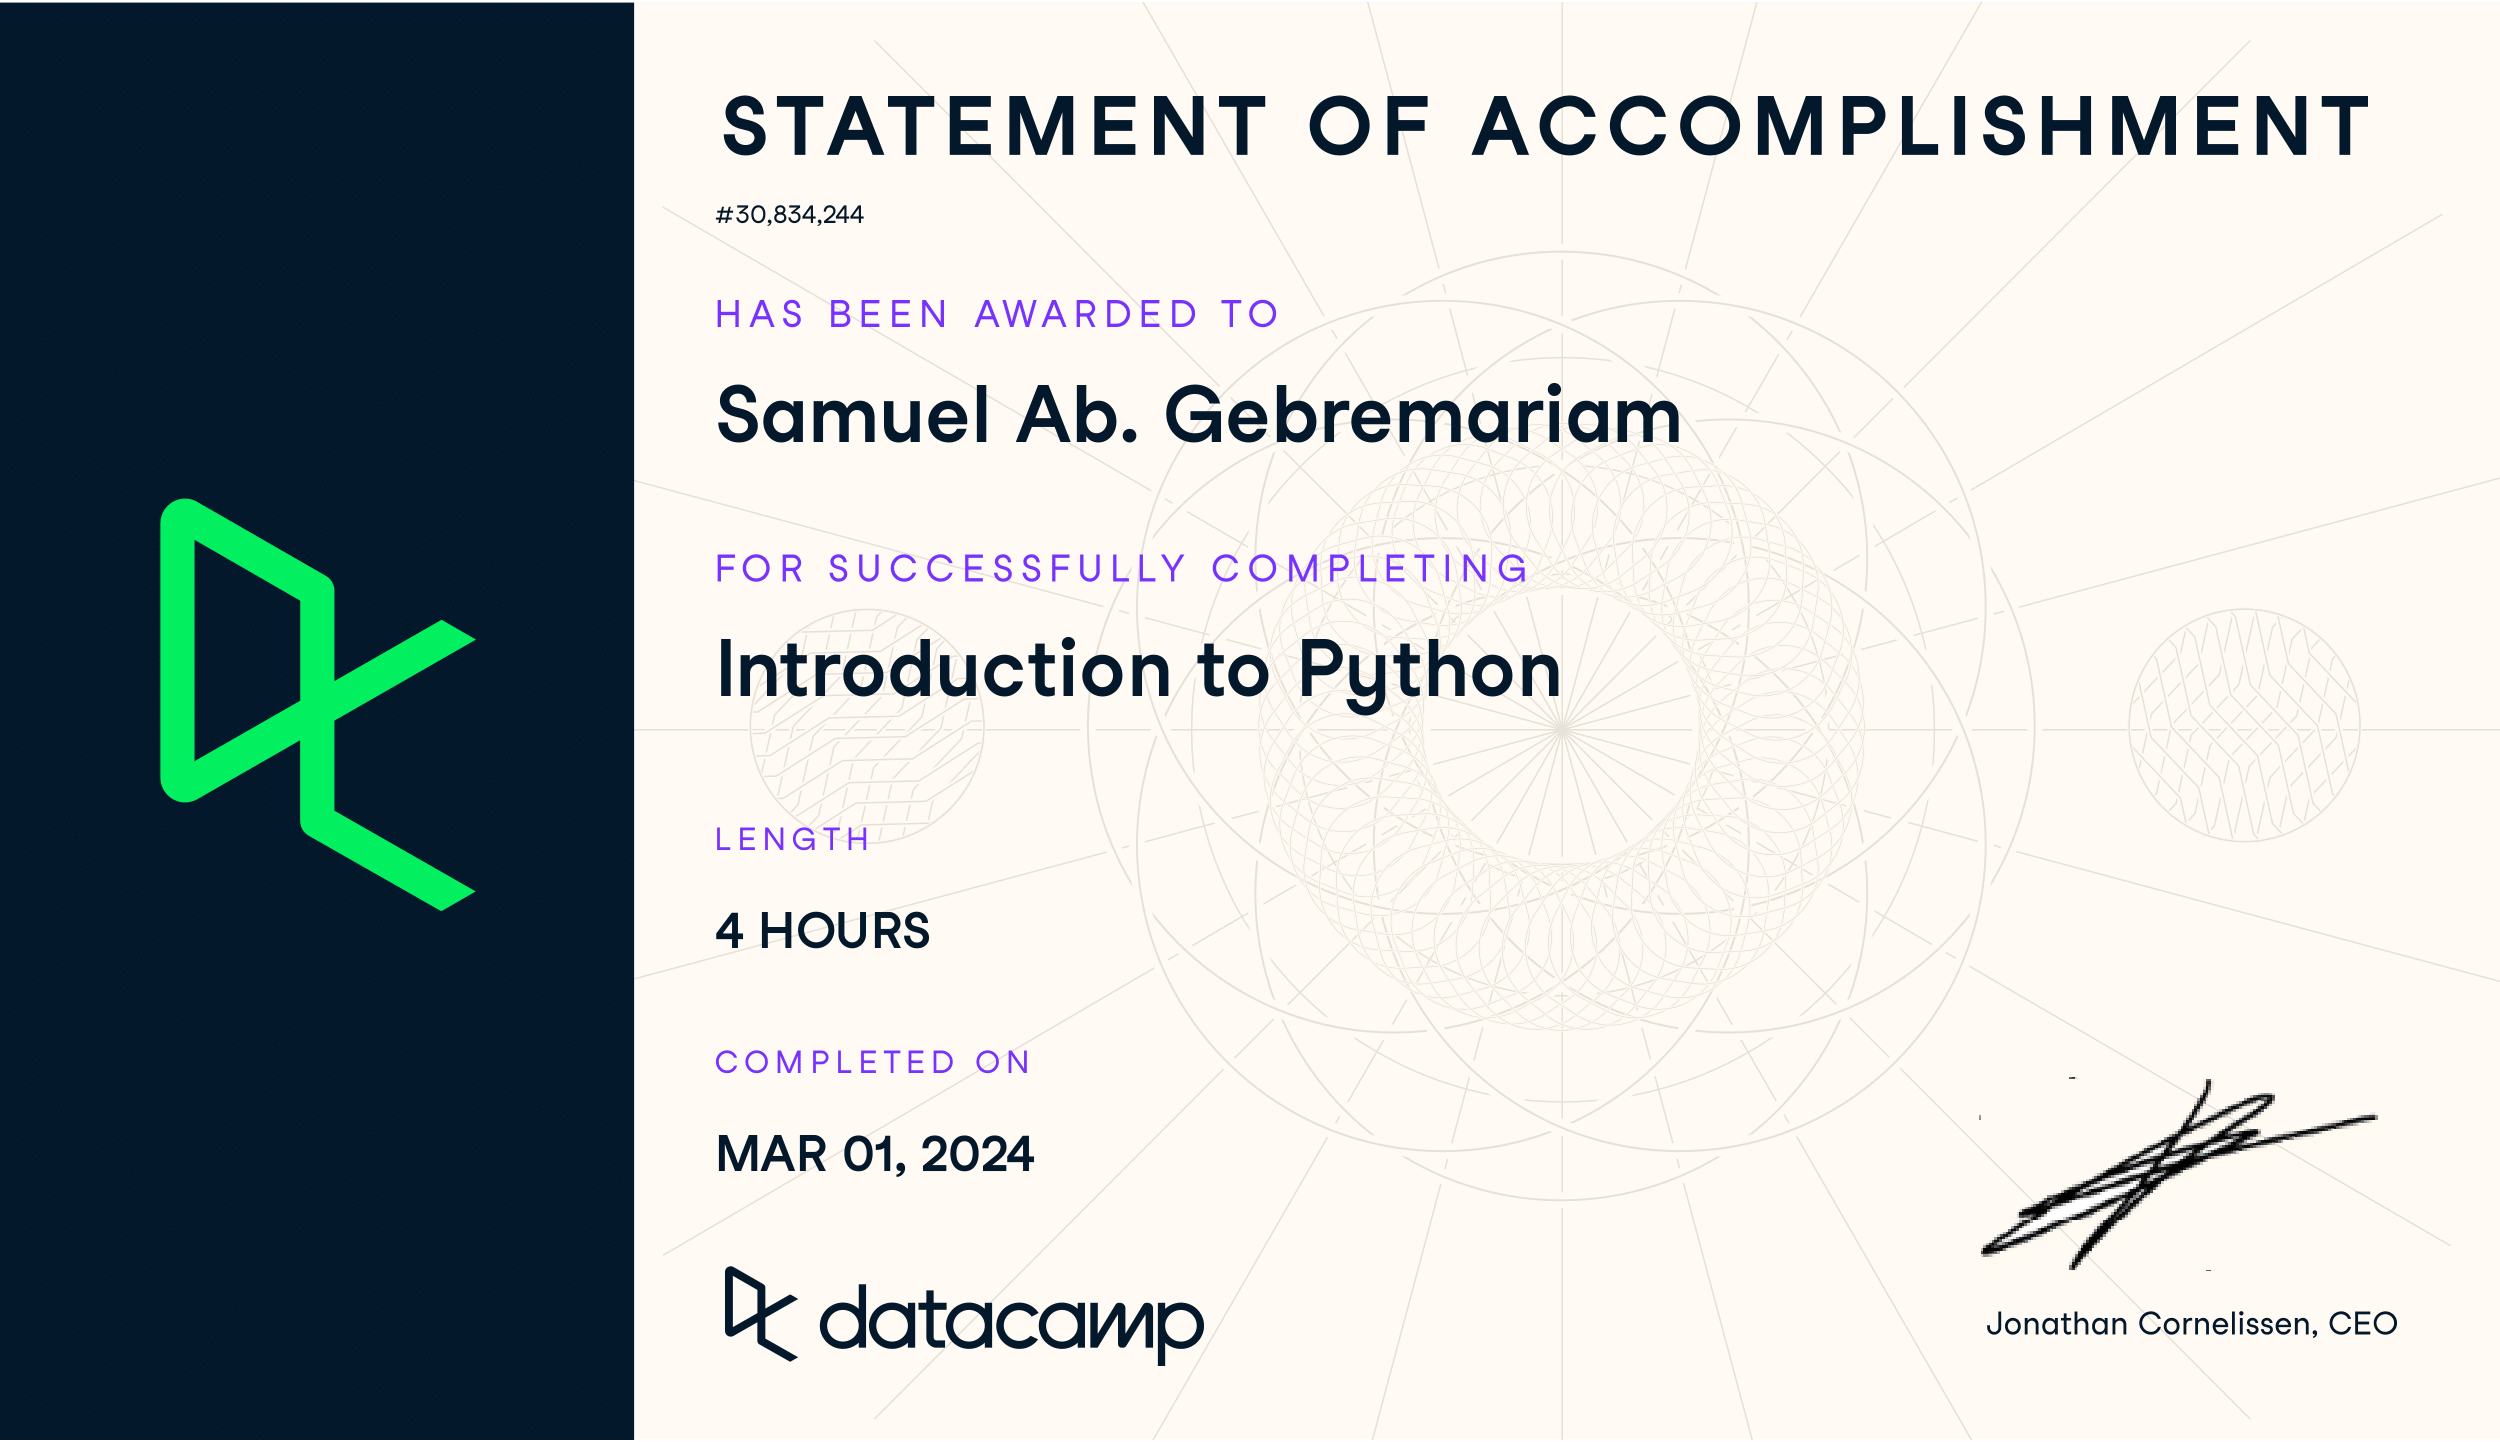 STATEMENT OF ACCOMPLISHMENT
#30,834,244
HAS BEEN AWARDED TO
Samuel Ab. Gebremariam
FOR SUCCESSFULLY COMPLETING
Introduction to Python
LENGTH
4 HOURS
COMPLETED ON
MAR 01, 2024
datacamp
Jonathan Cornelissen, CEO